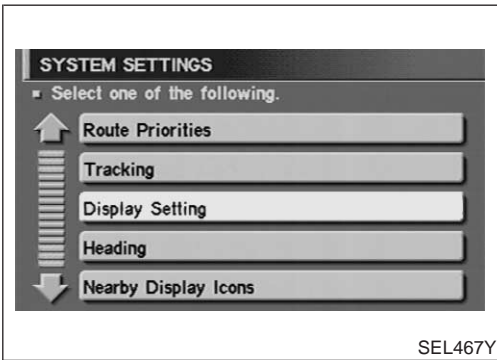 SYSTEM SETTINGS
Select one of the following.
Route Priorities
Tracking
Display Setting
Heading
Nearby Display Icons
SEL467Y